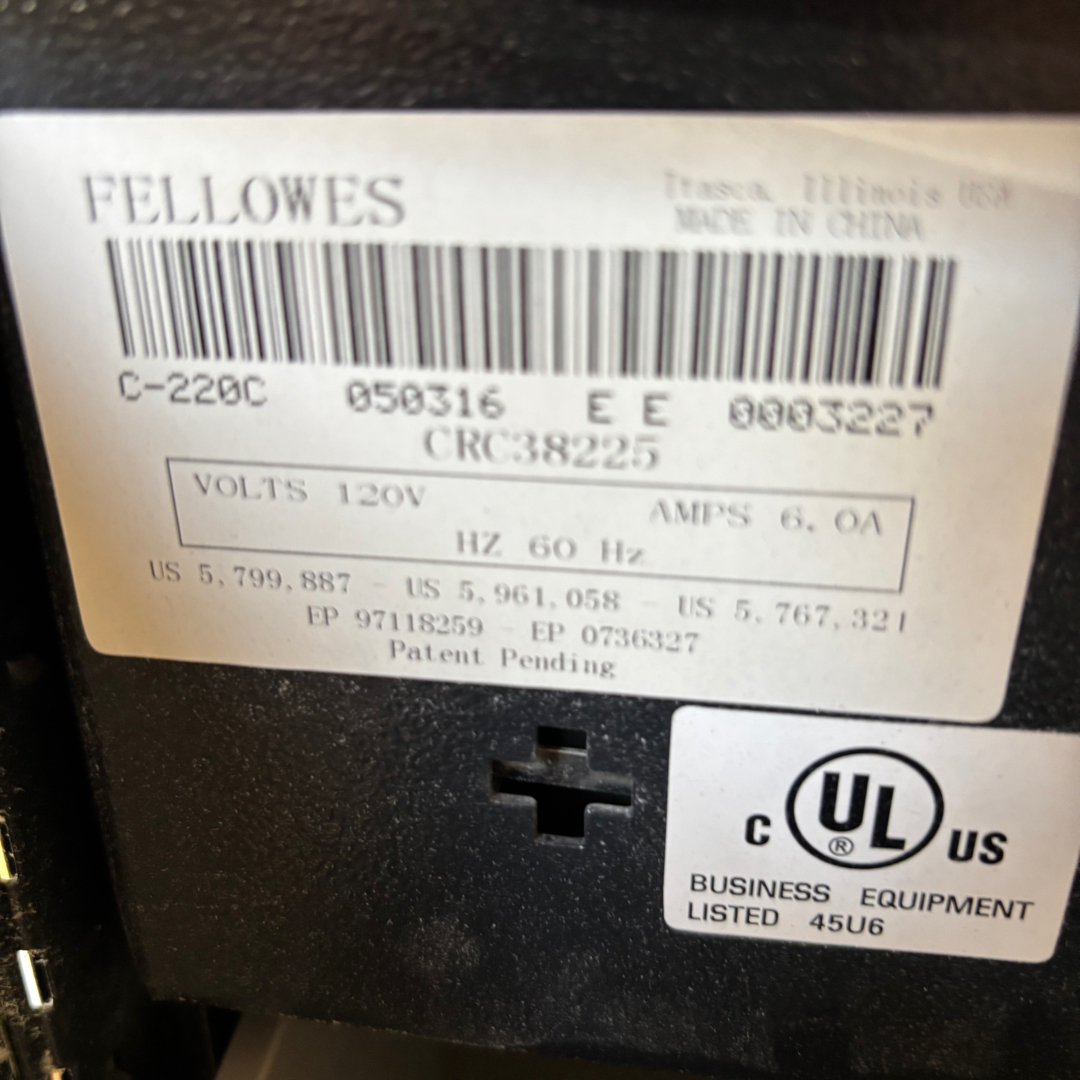 FELLOWES
Itasca, Illinois USA
MADE IN CHINA
C-220C 050316 E E 0003227
CRC38225
VOLTS 120V AMPS 6.0A
HZ 60 Hz
US 5,799,887 - US 5,961,058 - US 5,767,321
EP 97118259 - EP 0736327
Patent Pending
C UL® US
BUSINESS EQUIPMENT
LISTED 45U6